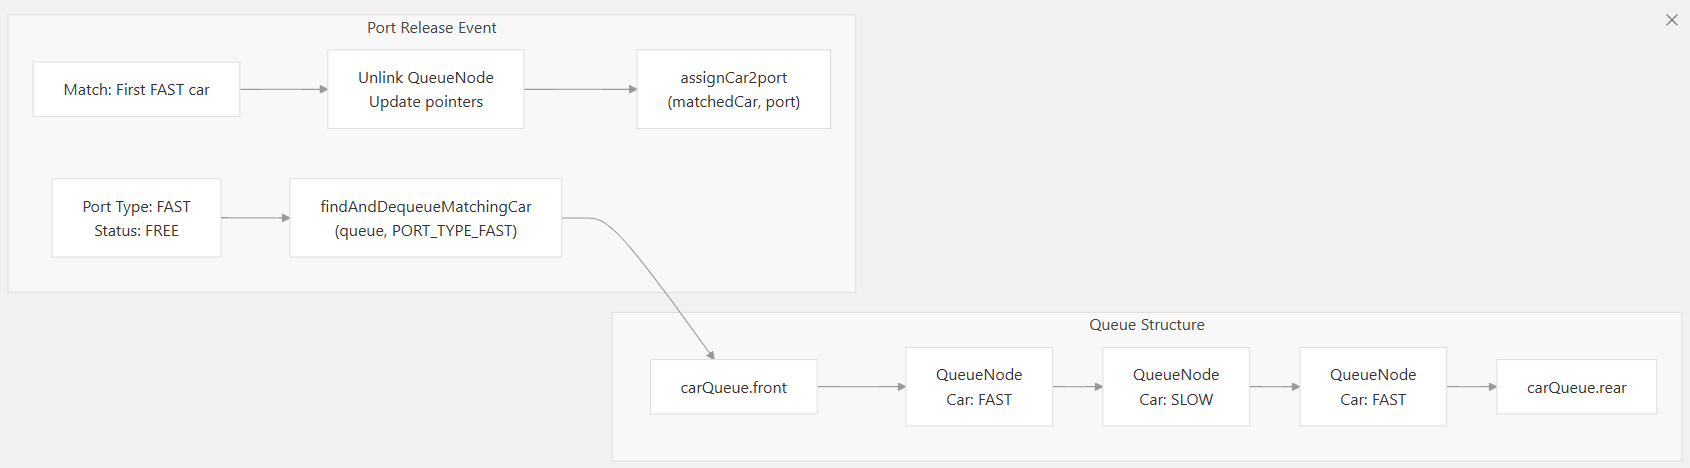 Port Release Event
Match: First FAST car
Unlink QueueNode
Update pointers
assignCar2port
(matchedCar, port)
Port Type: FAST
Status: FREE
findAndDequeueMatchingCar
(queue, PORT_TYPE_FAST)
Queue Structure
carQueue.front
QueueNode
Car: FAST
QueueNode
Car: SLOW
QueueNode
Car: FAST
carQueue.rear